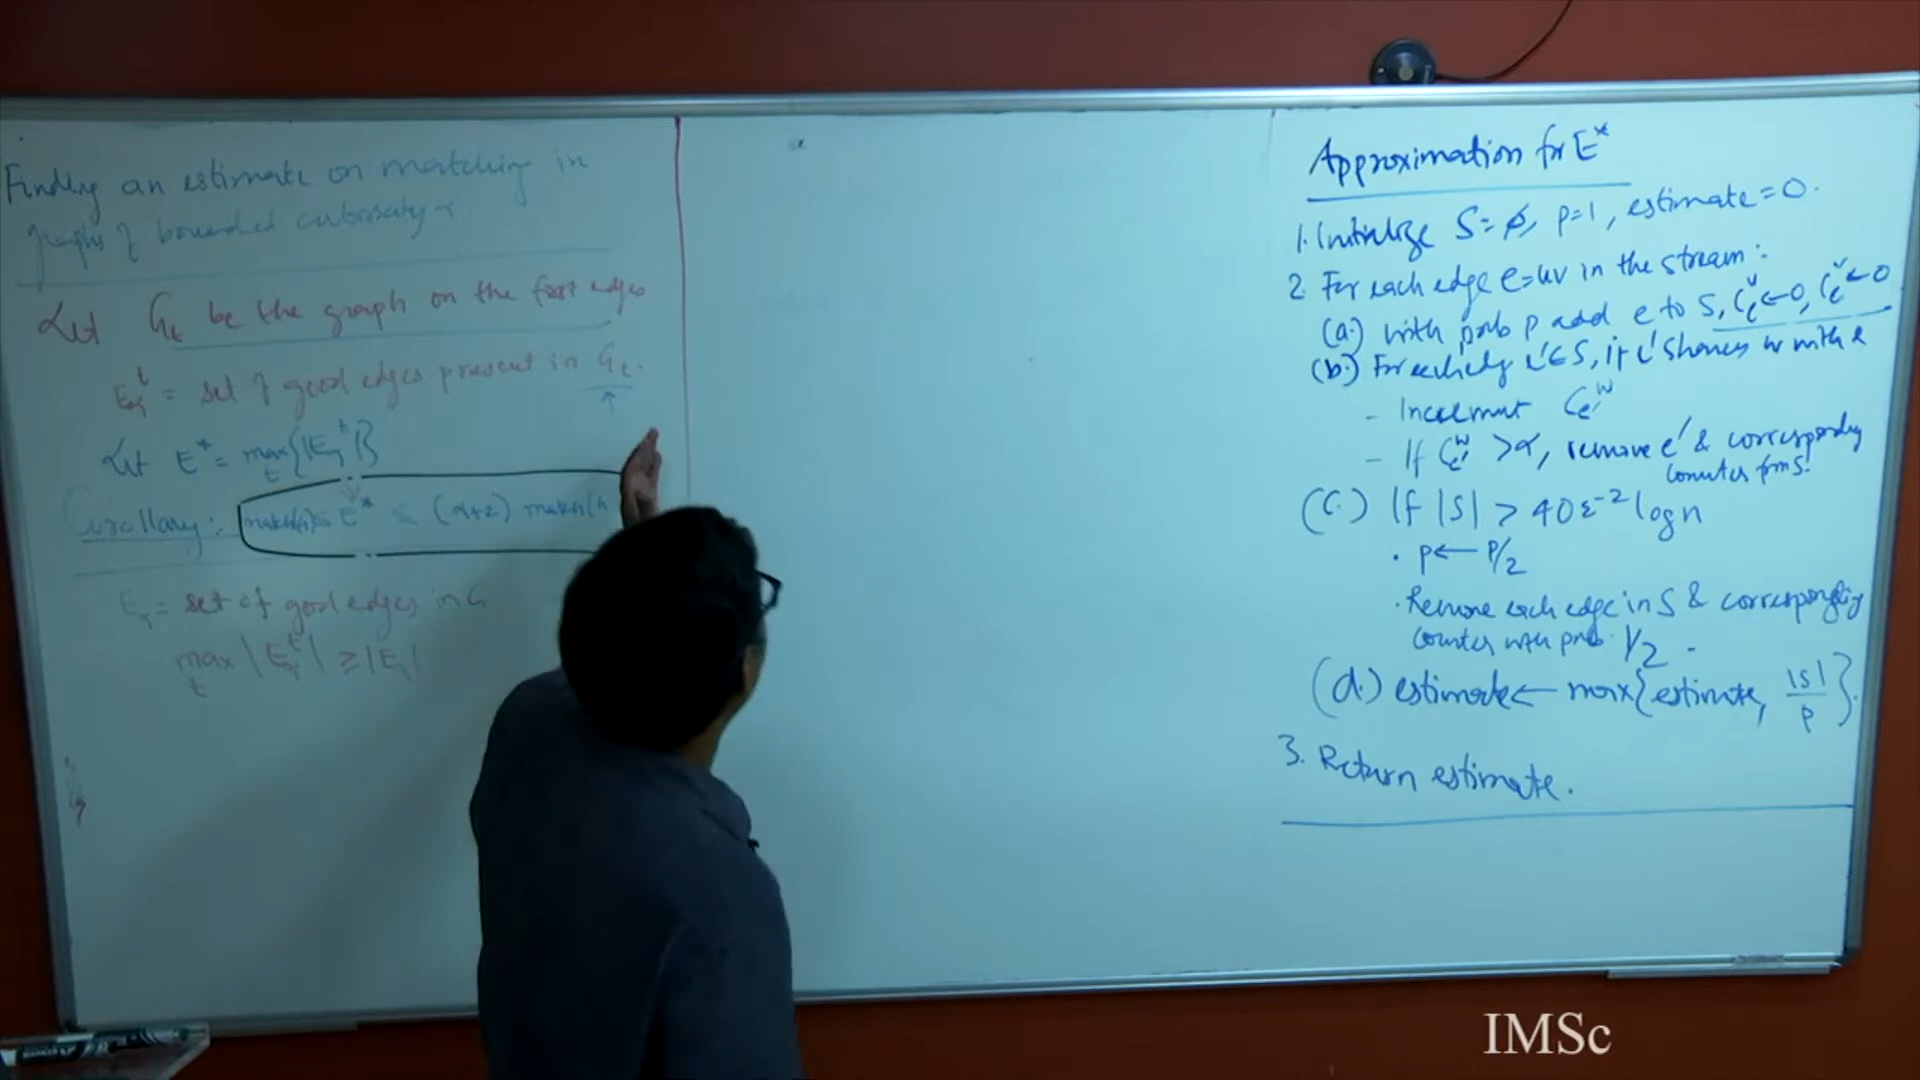 Finding an estimate on matching in
graphs of bounded arboricity α.
Let Gt be the graph on the first edges
E_α^t = set of good edges present in Gt.
↑
Let E* = max_t {|E_α^t|}
Corollary: match(G) ≤ E* ≤ (α+2) match(G
= set of good edges in G
max_t |E_α^t| ≥ |E
Approximation for E*
1. Initialize S = ϕ, p=1, estimate = 0.
2. For each edge e=uv in the stream:
(a.) with prob p add e to S, C_e^u ← 0, C_e^v ← 0
(b.) For each edge e' ∈ S, if e' shares w with e
- Increment C_e'^w
- If C_e'^w > α, remove e' & corresponding
counters from S.
(c.) If |S| > 40ε^-2 log n
· p ← p/2
· Remove each edge in S & corresponding
counter with prob. 1/2
(d.) estimate ← max{estimate, |S|/p}.
3. Return estimate.
IMSc